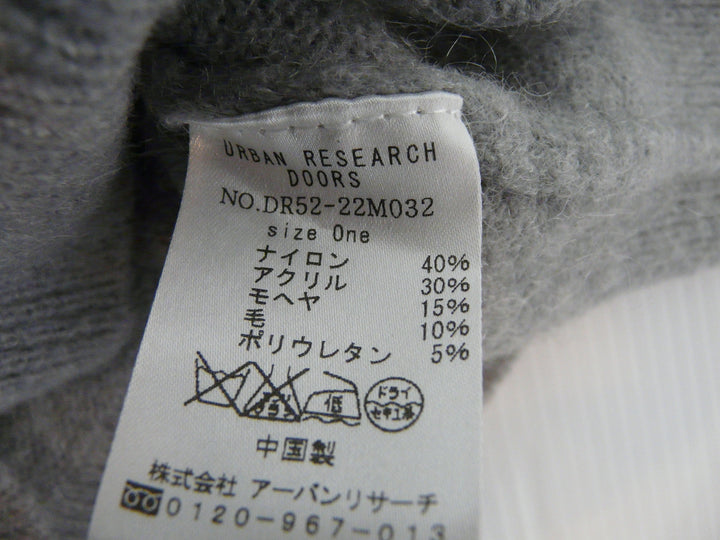 URBAN RESEARCH
DOORS
NO.DR52-22M032
size One
ナイロン 40%
アクリル 30%
モヘヤ 15%
毛 10%
ポリウレタン 5%
低 ドライ
セキユ系
中国製
株式会社 アーバンリサーチ
0120-967-013